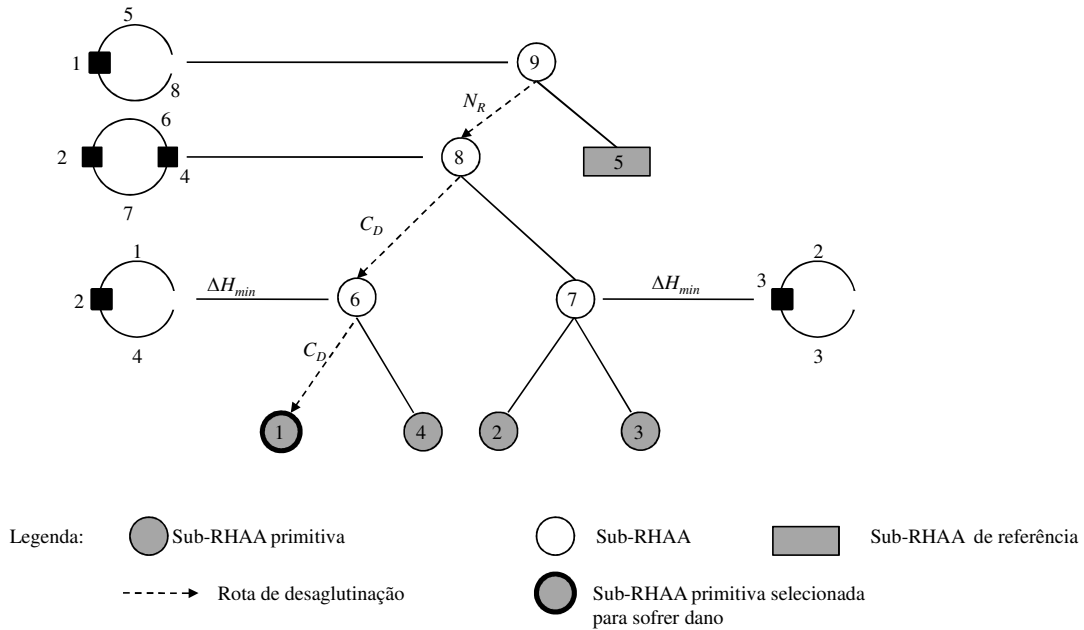 5
1
8
9
N_R
6
2
4
7
8
5
1
2
4
ΔH_min
6
C_D
7
ΔH_min
2
3
3
C_D
1
4
2
3
Legenda:
Sub-RHAA primitiva
Sub-RHAA
Sub-RHAA de referência
Rota de desaglutinação
Sub-RHAA primitiva selecionada
para sofrer dano